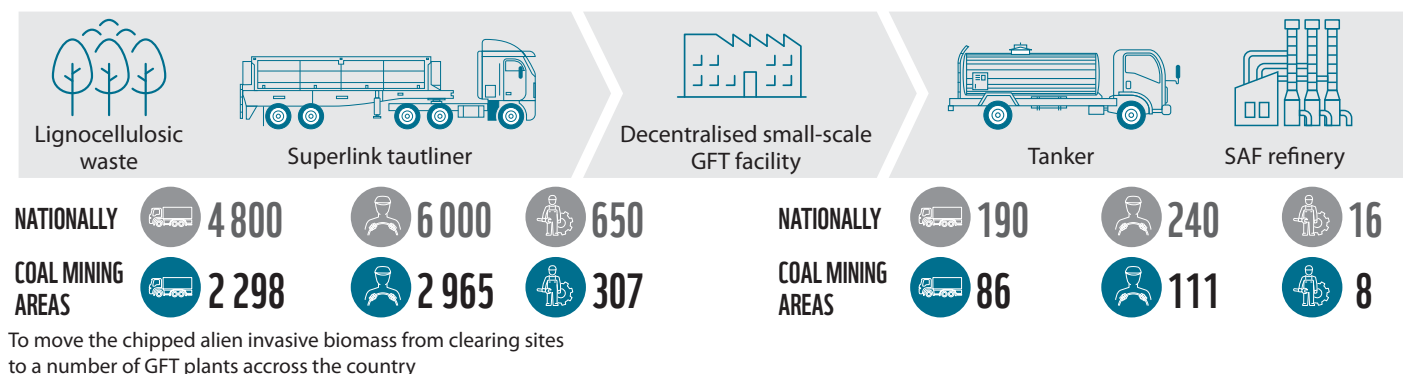 Lignocellulosic
waste
Superlink tautliner
Decentralised small-scale
GFT facility
Tanker
SAF refinery
NATIONALLY 4 800 6 000 650
COAL MINING
AREAS
2 298 2 965 307
To move the chipped alien invasive biomass from clearing sites
to a number of GFT plants accross the country
NATIONALLY 190 240 16
COAL MINING
AREAS
86 111 8